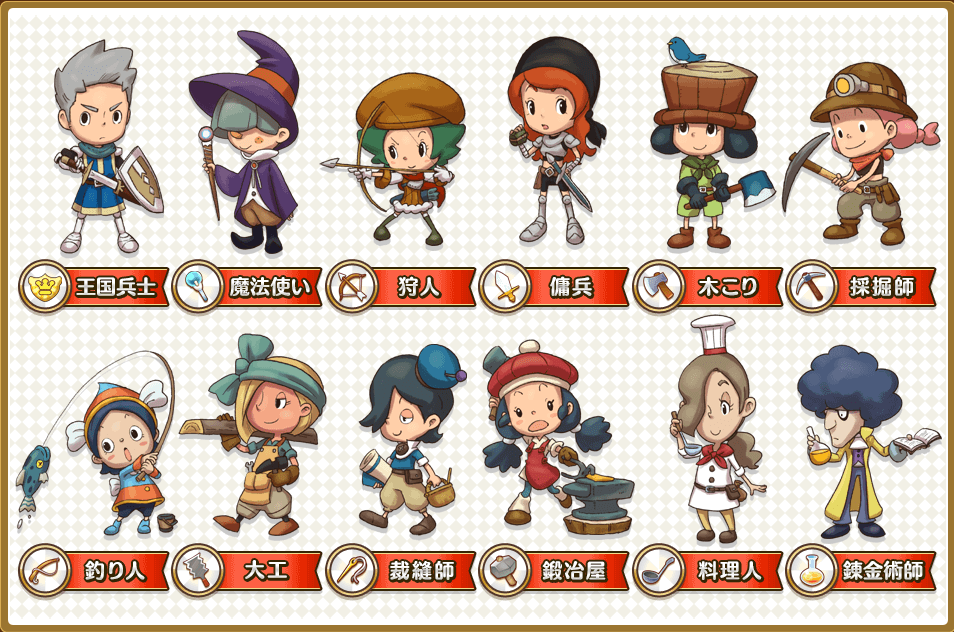 王国兵士
魔法使い
狩人
傭兵
木こり
採掘師
釣り人
大工
裁縫師
鍛冶屋
料理人
錬金術師